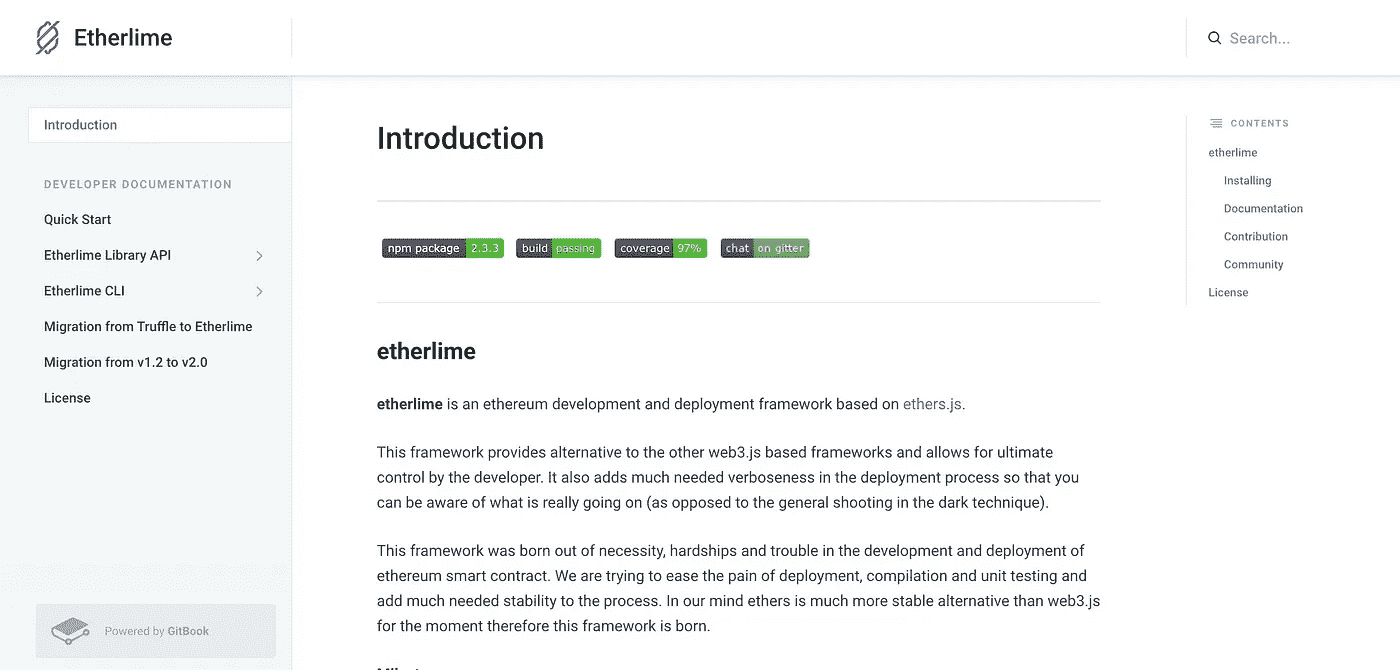 Etherlime
Search...
Introduction
DEVELOPER DOCUMENTATION
Quick Start
Etherlime Library API
Etherlime CLI
Migration from Truffle to Etherlime
Migration from v1.2 to v2.0
License
Powered by GitBook
Introduction
npm package 2.3.3 build passing coverage 97% chat on gitter
etherlime
etherlime is an ethereum development and deployment framework based on ethers.js.
This framework provides alternative to the other web3.js based frameworks and allows for ultimate
control by the developer. It also adds much needed verboseness in the deployment process so that you
can be aware of what is really going on (as opposed to the general shooting in the dark technique).
This framework was born out of necessity, hardships and trouble in the development and deployment of
ethereum smart contract. We are trying to ease the pain of deployment, compilation and unit testing and
add much needed stability to the process. In our mind ethers is much more stable alternative than web3.js
for the moment therefore this framework is born.
CONTENTS
etherlime
Installing
Documentation
Contribution
Community
License